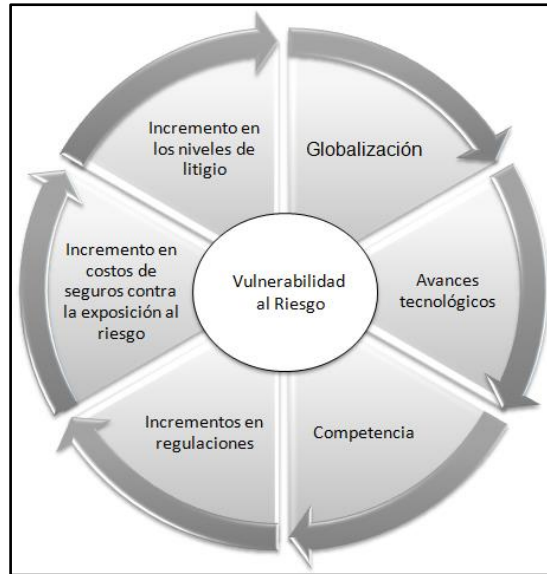 Incremento en
los niveles de
litigio
Globalización
Avances
tecnológicos
Competencia
Incrementos en
regulaciones
Incremento en
costos de
seguros contra
la exposición al
riesgo
Vulnerabilidad
al Riesgo